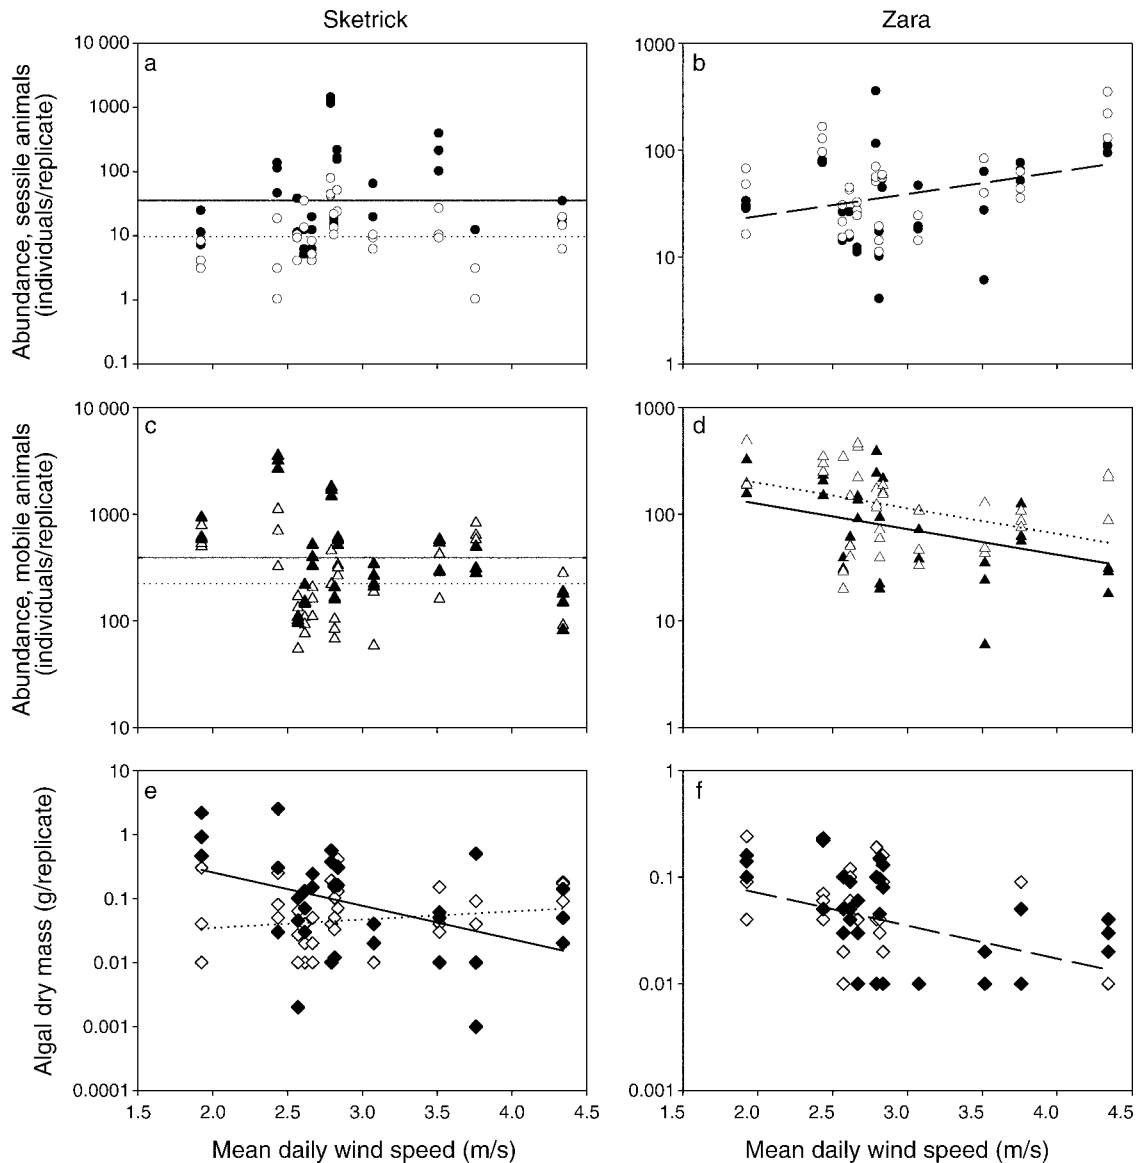 Sketrick
Zara
Abundance, sessile animals
(individuals/replicate)
10 000
1000
100
10
1
0.1
a
1000
100
10
1
b
Abundance, mobile animals
(individuals/replicate)
10 000
1000
100
10
c
1000
100
10
1
d
Algal dry mass (g/replicate)
10
1
0.1
0.01
0.001
0.0001
e
1
0.1
0.01
0.001
f
1.5 2.0 2.5 3.0 3.5 4.0 4.5
1.5 2.0 2.5 3.0 3.5 4.0 4.5
Mean daily wind speed (m/s)
Mean daily wind speed (m/s)